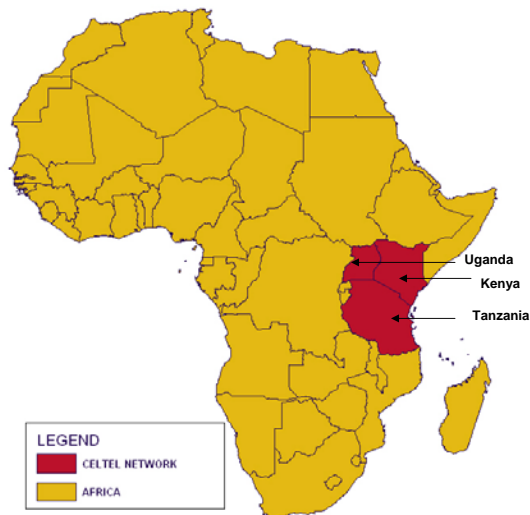 Uganda
Kenya
Tanzania
LEGEND
CELTEL NETWORK
AFRICA